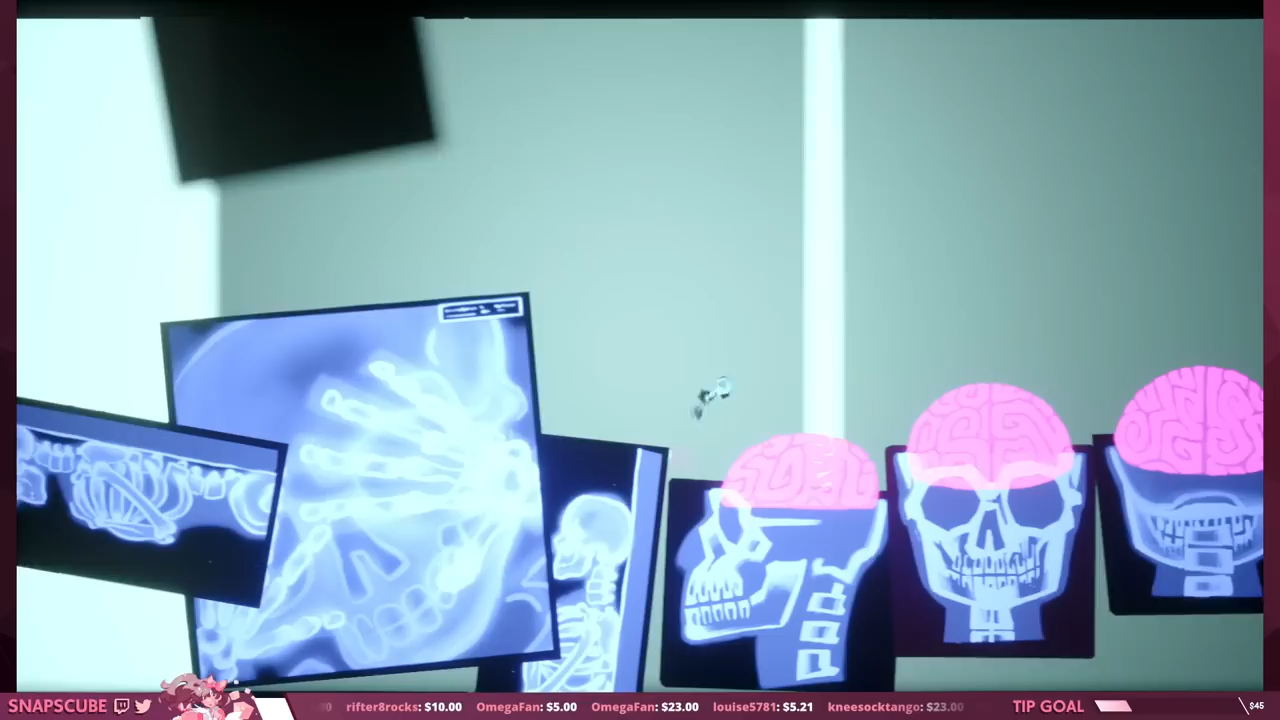 SNAPSCUBE
rifter8rocks: $10.00 OmegaFan: $5.00 OmegaFan: $23.00 louise5781: $5.21 kneesocktango: $23.00
TIP GOAL
$45